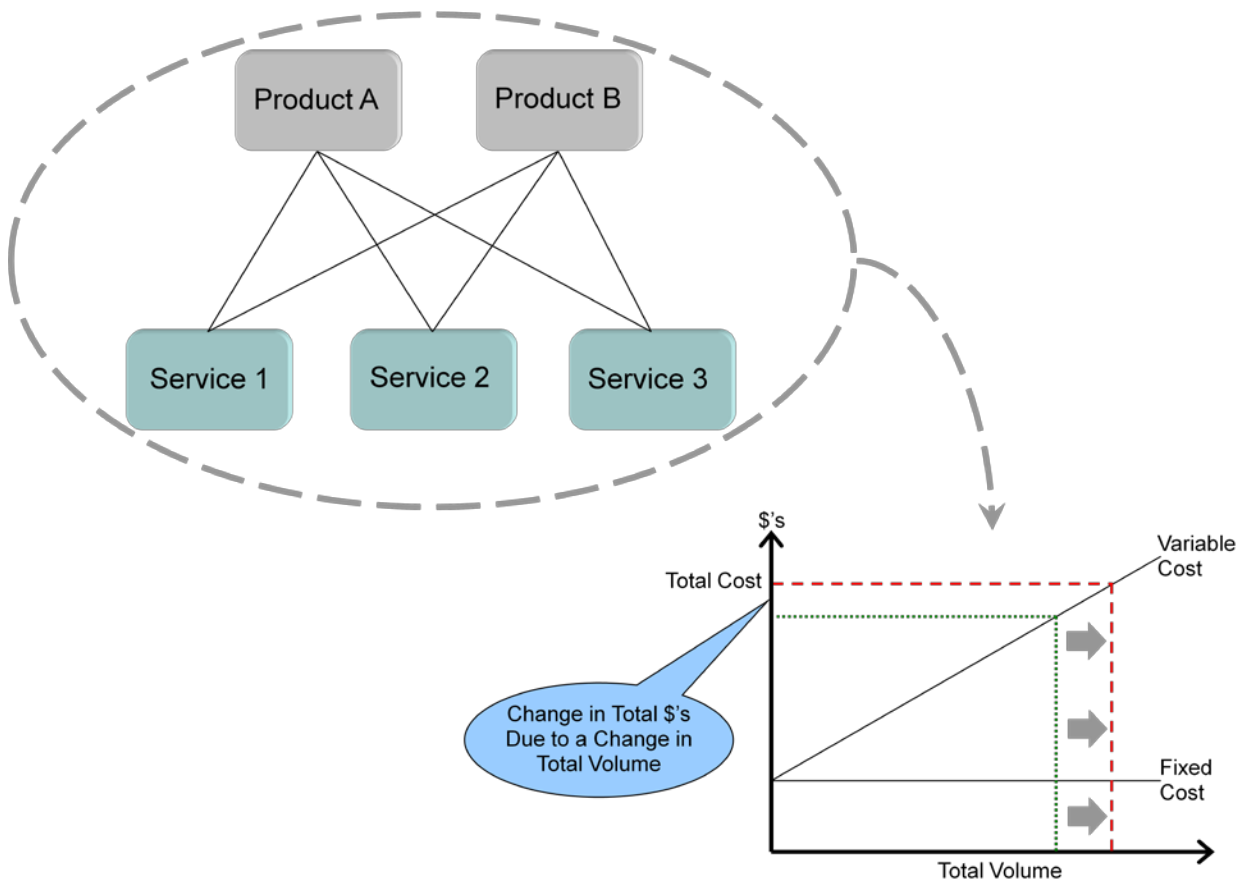 Product A
Product B
Service 1
Service 2
Service 3
$'s
Variable
Cost
Total Cost
Change in Total $'s
Due to a Change in
Total Volume
Fixed
Cost
Total Volume